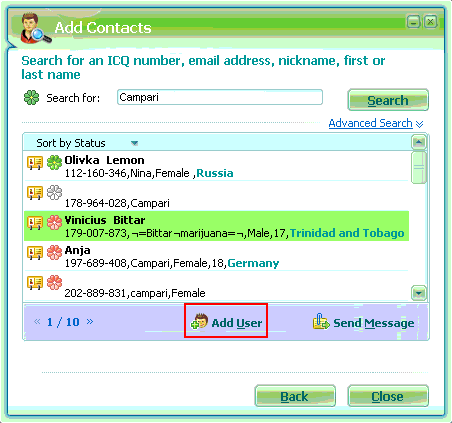 Add Contacts
Search for an ICQ number, email address, nickname, first or
last name
Search for: Campari Search
Advanced Search
Sort by Status
Olivka Lemon
112-160-346,Nina,Female ,Russia
178-964-028,Campari
Vinicius Bittar
179-007-873,¬=Bittar¬marijuana=¬,Male,17,Trinidad and Tobago
Anja
197-689-408,Campari,Female,18,Germany
202-889-831,campari,Female
« 1 / 10 » Add User Send Message
Back Close